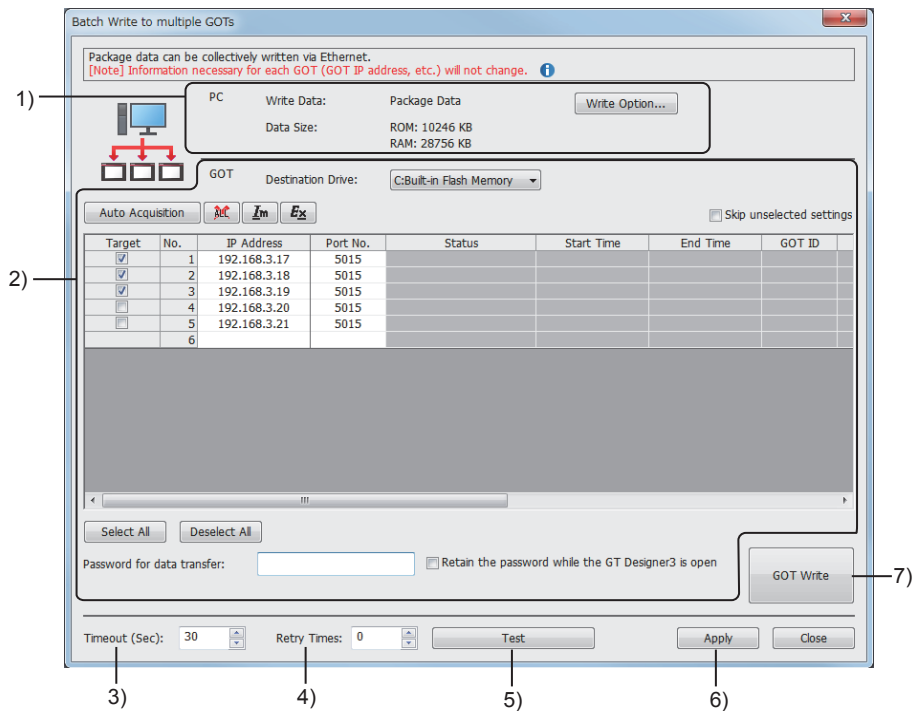 Batch Write to multiple GOTs
x
Package data can be collectively written via Ethernet.
[Note] Information necessary for each GOT (GOT IP address, etc.) will not change.
1)
PC Write Data: Package Data Write Option...
Data Size: ROM: 10246 KB
RAM: 28756 KB
GOT Destination Drive: C:Built-in Flash Memory
Auto Acquisition ALL Im Ex Skip unselected settings
2)
Target No. IP Address Port No. Status Start Time End Time GOT ID
1 192.168.3.17 5015
2 192.168.3.18 5015
3 192.168.3.19 5015
4 192.168.3.20 5015
5 192.168.3.21 5015
6
Select All Deselect All
Password for data transfer: Retain the password while the GT Designer3 is open
GOT Write
7)
Timeout (Sec): 30 Retry Times: 0 Test Apply Close
3) 4) 5) 6)